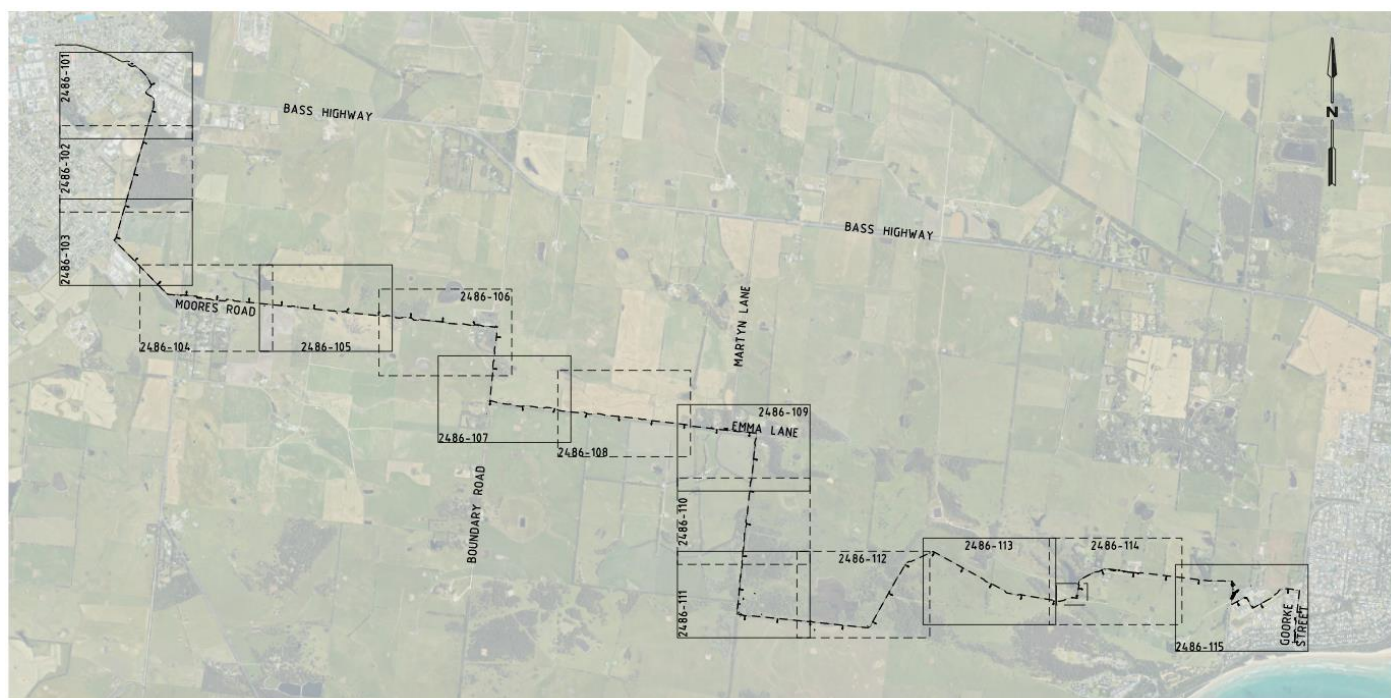 2486-101
BASS HIGHWAY
N
2486-102
2486-103
BASS HIGHWAY
MOORES ROAD
2486-104
2486-105
2486-106
MARTYN LANE
2486-107
2486-108
2486-109
EMMA LANE
BOUNDARY ROAD
2486-110
2486-111
2486-112
2486-113
2486-114
2486-115
GOORKE
STREET